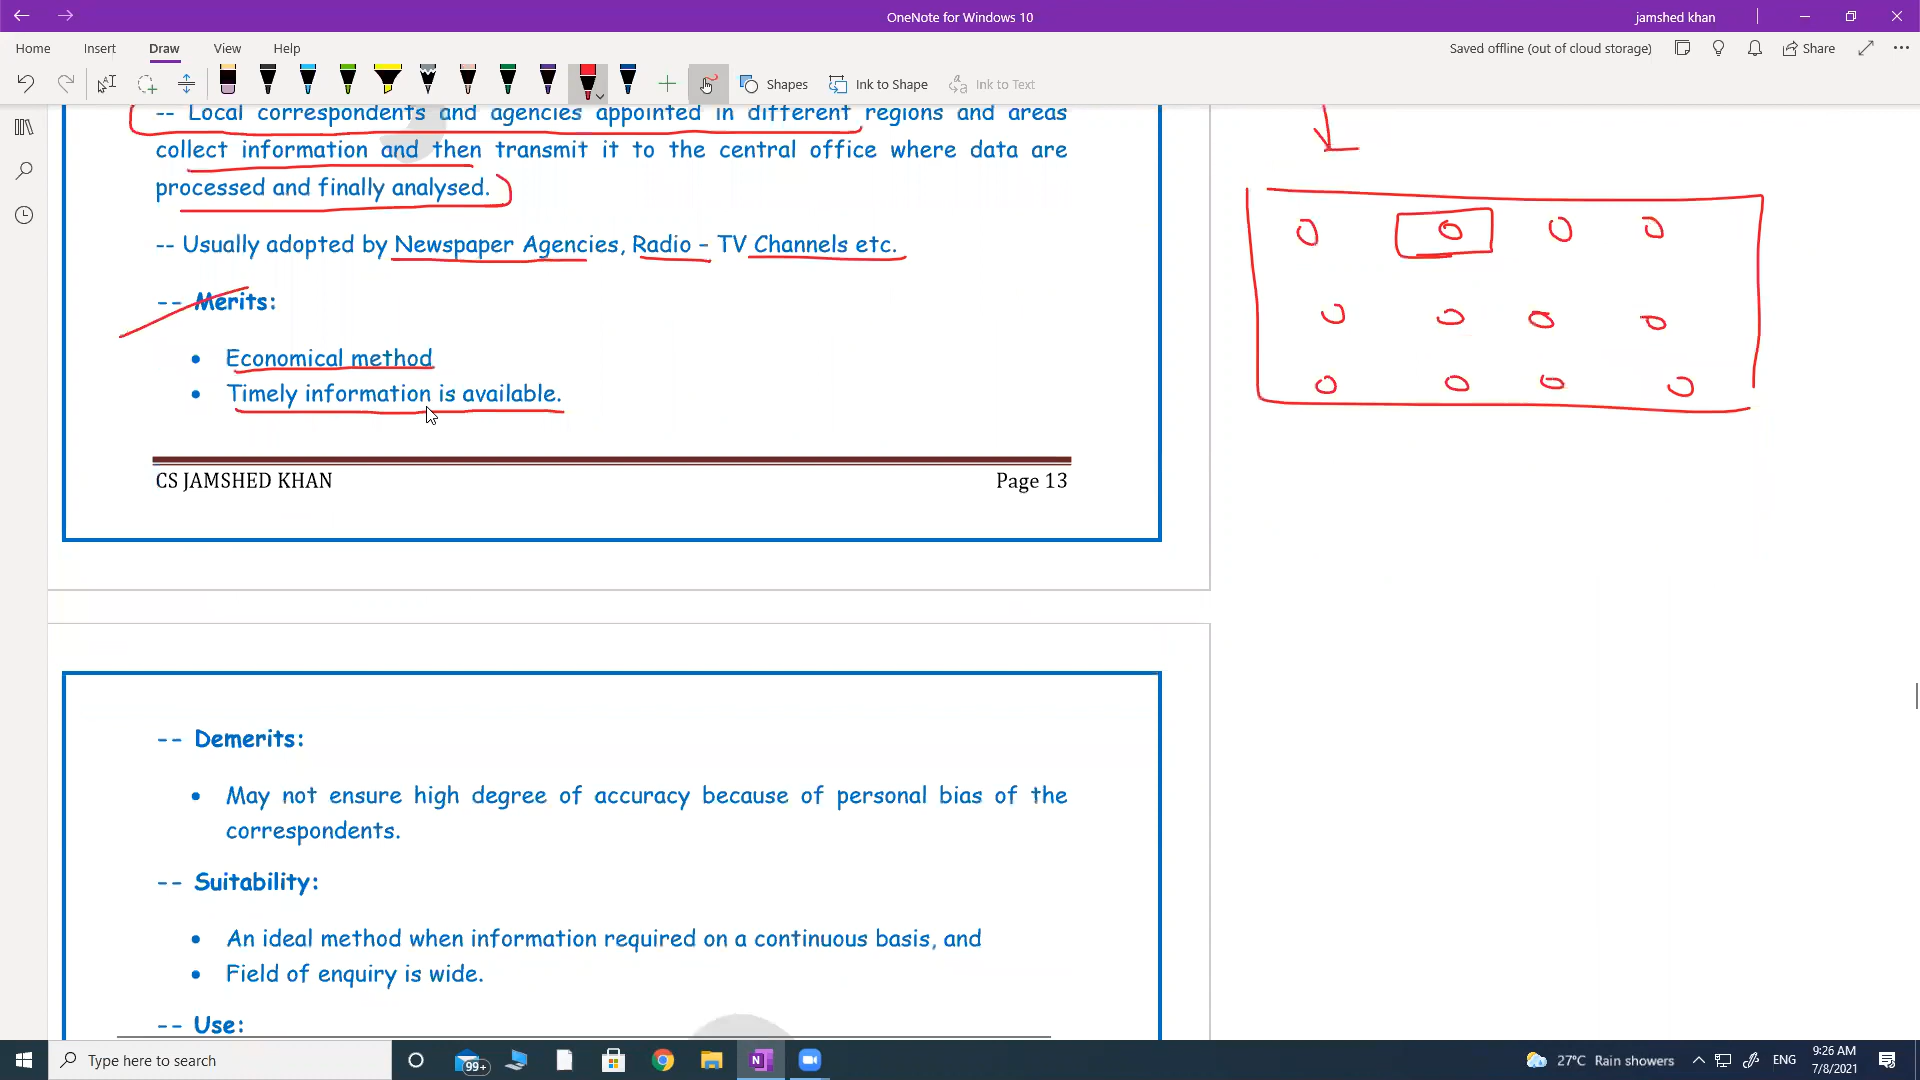 OneNote for Windows 10
jamshed khan
Home Insert Draw View Help
Saved offline (out of cloud storage)
Share
Shapes
Ink to Shape
Ink to Text
-- Local correspondents and agencies appointed in different regions and areas
collect information and then transmit it to the central office where data are
processed and finally analysed.
-- Usually adopted by Newspaper Agencies, Radio – TV Channels etc.
-- Merits:
• Economical method
• Timely information is available.
CS JAMSHED KHAN Page 13
-- Demerits:
• May not ensure high degree of accuracy because of personal bias of the
correspondents.
-- Suitability:
• An ideal method when information required on a continuous basis, and
• Field of enquiry is wide.
-- Use:
Type here to search
99+
27°C Rain showers
ENG
9:26 AM
7/8/2021